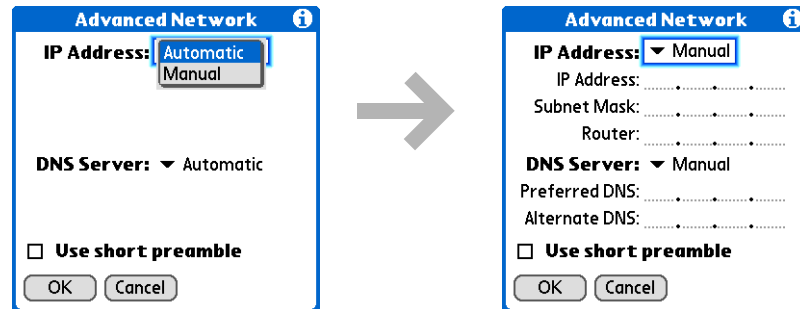 Advanced Network
IP Address: Automatic
Manual
DNS Server: Automatic
Use short preamble
OK Cancel
Advanced Network
IP Address: Manual
IP Address:
Subnet Mask:
Router:
DNS Server: Manual
Preferred DNS:
Alternate DNS:
Use short preamble
OK Cancel